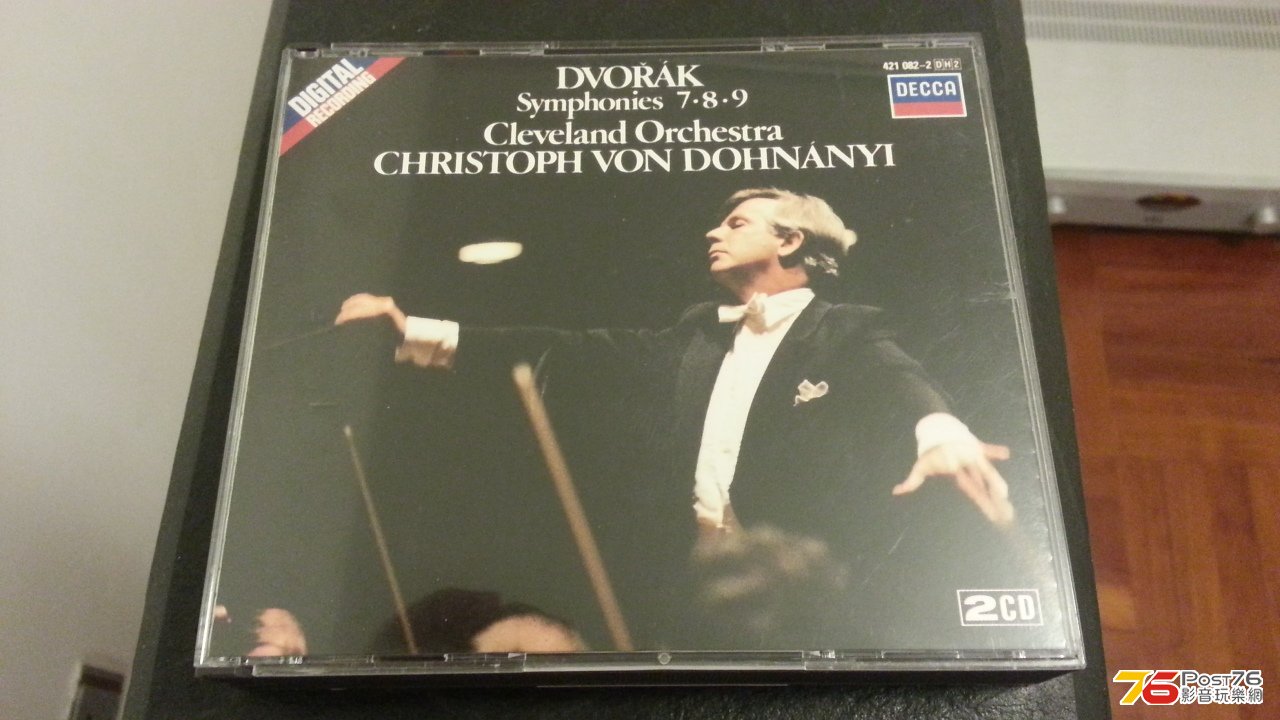 DIGITAL
RECORDING
DVOŘÁK
Symphonies 7·8·9
Cleveland Orchestra
CHRISTOPH VON DOHNÁNYI
421 082-2 DH2
DECCA
2CD
76 Post76
影音玩樂網